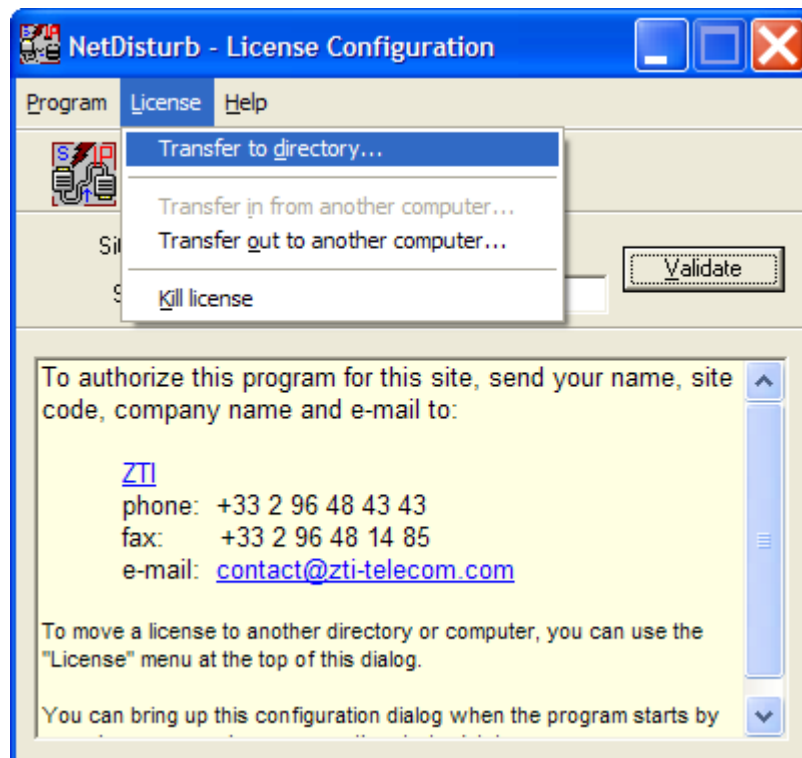 NetDisturb - License Configuration
Program License Help
Transfer to directory...
Transfer in from another computer...
Transfer out to another computer...
Kill license
Validate
To authorize this program for this site, send your name, site
code, company name and e-mail to:
ZTI
phone: +33 2 96 48 43 43
fax: +33 2 96 48 14 85
e-mail: contact@zti-telecom.com
To move a license to another directory or computer, you can use the
"License" menu at the top of this dialog.
You can bring up this configuration dialog when the program starts by